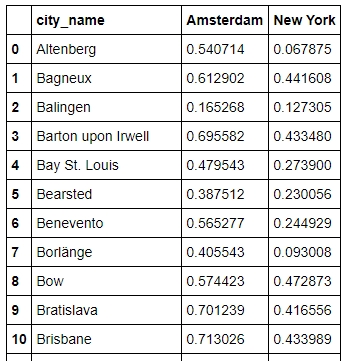 city_name Amsterdam New York
0 Altenberg 0.540714 0.067875
1 Bagneux 0.612902 0.441608
2 Balingen 0.165268 0.127305
3 Barton upon Irwell 0.695582 0.433480
4 Bay St. Louis 0.479543 0.273900
5 Bearsted 0.387512 0.230056
6 Benevento 0.565277 0.244929
7 Borlänge 0.405543 0.093008
8 Bow 0.574423 0.472873
9 Bratislava 0.701239 0.416556
10 Brisbane 0.713026 0.433989